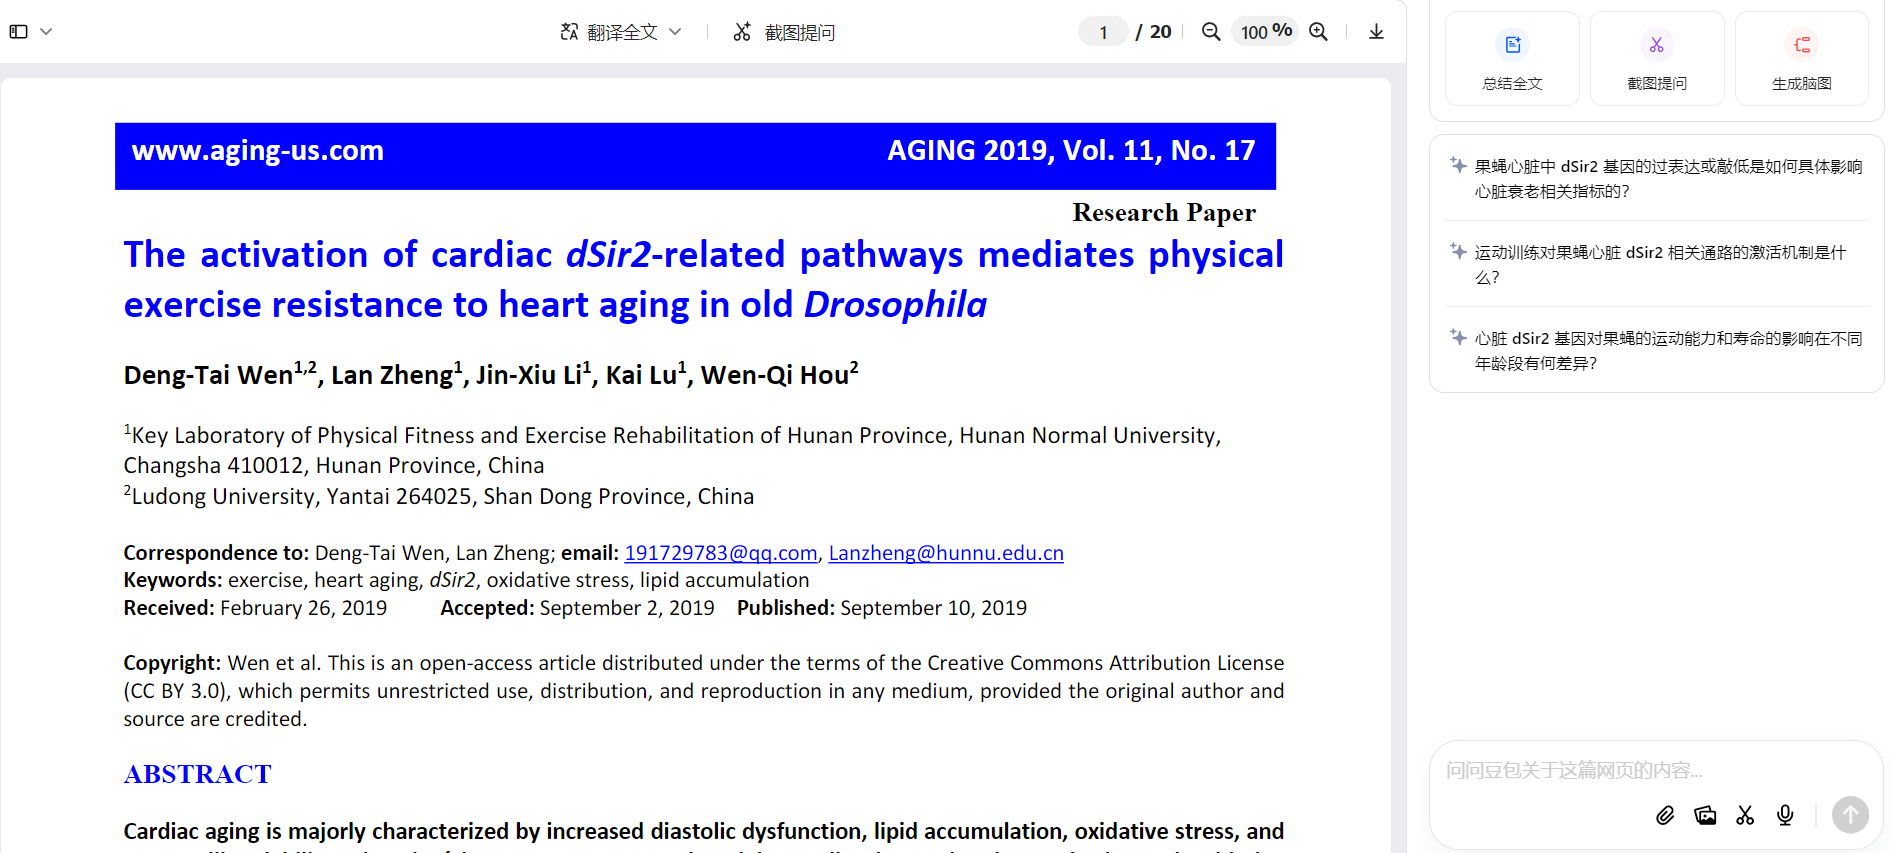 翻译全文
截图提问
1 / 20
100 %
www.aging-us.com AGING 2019, Vol. 11, No. 17
Research Paper
The activation of cardiac dSir2-related pathways mediates physical
exercise resistance to heart aging in old Drosophila
Deng-Tai Wen1,2, Lan Zheng1, Jin-Xiu Li1, Kai Lu1, Wen-Qi Hou2
1Key Laboratory of Physical Fitness and Exercise Rehabilitation of Hunan Province, Hunan Normal University,
Changsha 410012, Hunan Province, China
2Ludong University, Yantai 264025, Shan Dong Province, China
Correspondence to: Deng-Tai Wen, Lan Zheng; email: 191729783@qq.com, Lanzheng@hunnu.edu.cn
Keywords: exercise, heart aging, dSir2, oxidative stress, lipid accumulation
Received: February 26, 2019 Accepted: September 2, 2019 Published: September 10, 2019
Copyright: Wen et al. This is an open-access article distributed under the terms of the Creative Commons Attribution License
(CC BY 3.0), which permits unrestricted use, distribution, and reproduction in any medium, provided the original author and
source are credited.
ABSTRACT
Cardiac aging is majorly characterized by increased diastolic dysfunction, lipid accumulation, oxidative stress, and
总结全文
截图提问
生成脑图
果蝇心脏中 dSir2 基因的过表达或敲低是如何具体影响
心脏衰老相关指标的?
运动训练对果蝇心脏 dSir2 相关通路的激活机制是什
么?
心脏 dSir2 基因对果蝇的运动能力和寿命的影响在不同
年龄段有何差异?
问问豆包关于这篇网页的内容...